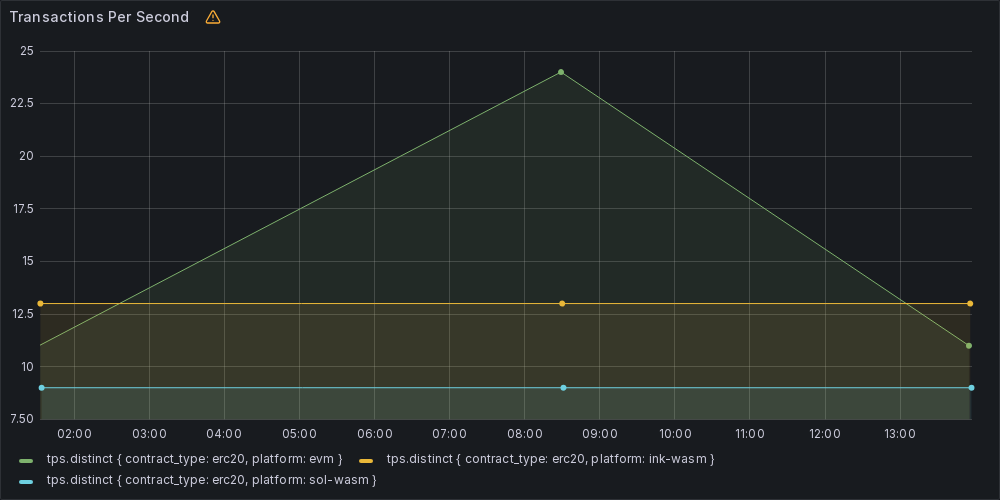 Transactions Per Second
25
22.5
20
17.5
15
12.5
10
7.50
02:00 03:00 04:00 05:00 06:00 07:00 08:00 09:00 10:00 11:00 12:00 13:00
tps.distinct { contract_type: erc20, platform: evm } tps.distinct { contract_type: erc20, platform: ink-wasm }
tps.distinct { contract_type: erc20, platform: sol-wasm }